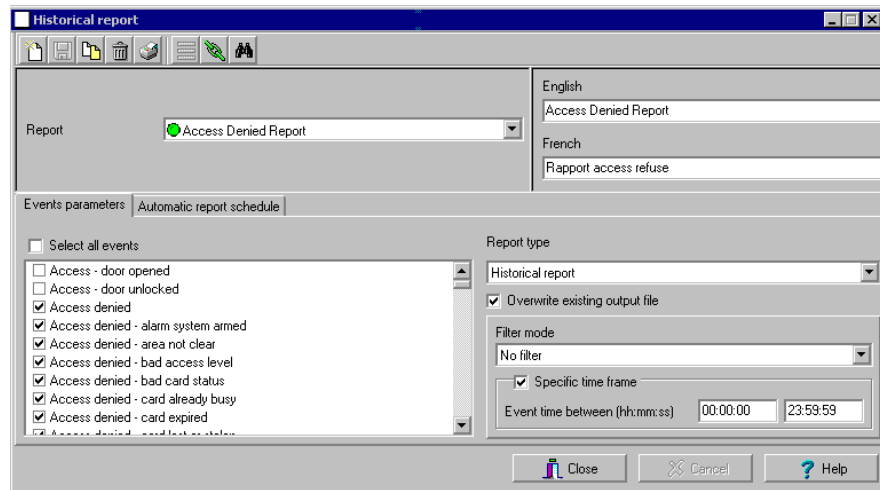 Historical report
English
Access Denied Report
Report
Access Denied Report
French
Rapport access refuse
Events parameters
Automatic report schedule
Select all events
Access - door opened
Access - door unlocked
Access denied
Access denied - alarm system armed
Access denied - area not clear
Access denied - bad access level
Access denied - bad card status
Access denied - card already busy
Access denied - card expired
Report type
Historical report
Overwrite existing output file
Filter mode
No filter
Specific time frame
Event time between (hh:mm:ss) 00:00:00 23:59:59
Close Cancel Help